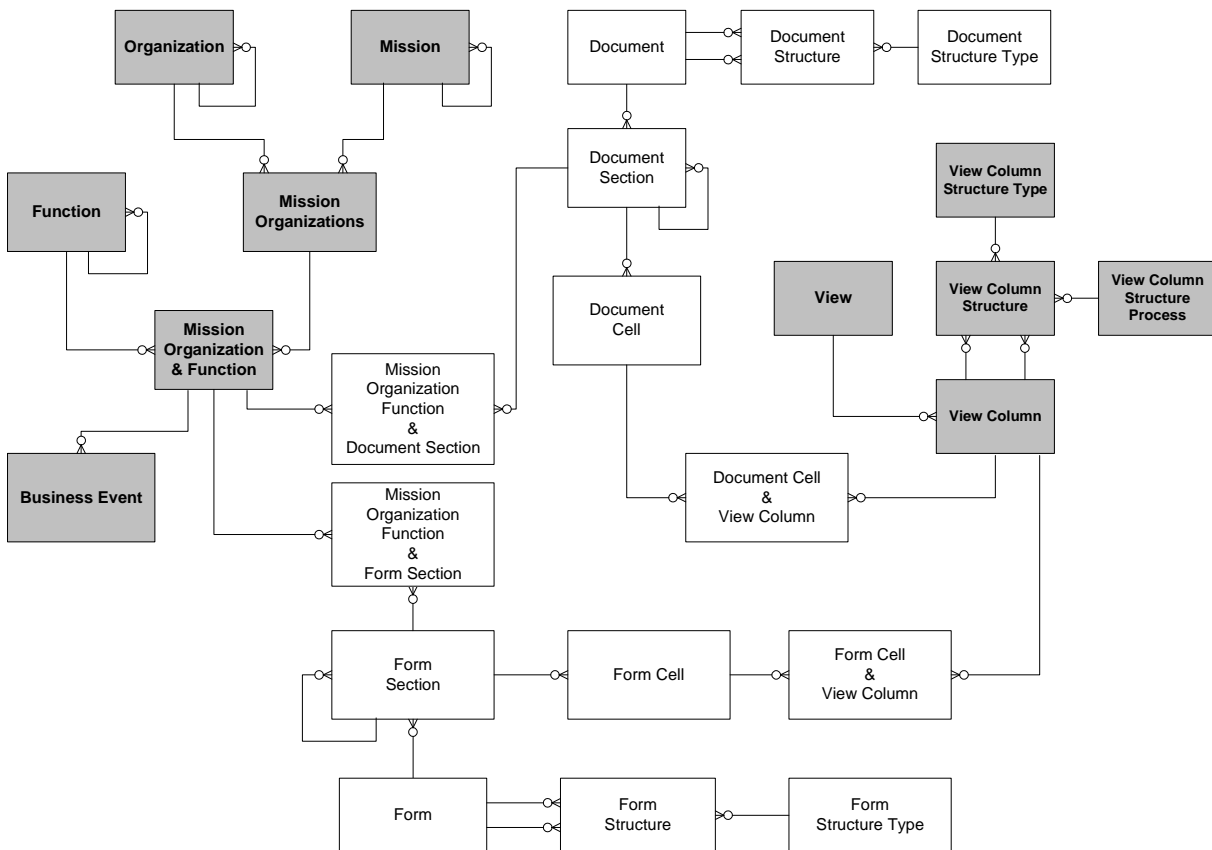 Organization
Mission
Document
Document
Structure
Document
Structure Type
Function
Mission
Organizations
Document
Section
View Column
Structure Type
View
View Column
Structure
View Column
Structure
Process
Document
Cell
Mission
Organization
& Function
Mission
Organization
Function
&
Document Section
View Column
Business Event
Mission
Organization
Function
&
Form Section
Document Cell
&
View Column
Form
Section
Form Cell
Form Cell
&
View Column
Form
Form
Structure
Form
Structure Type